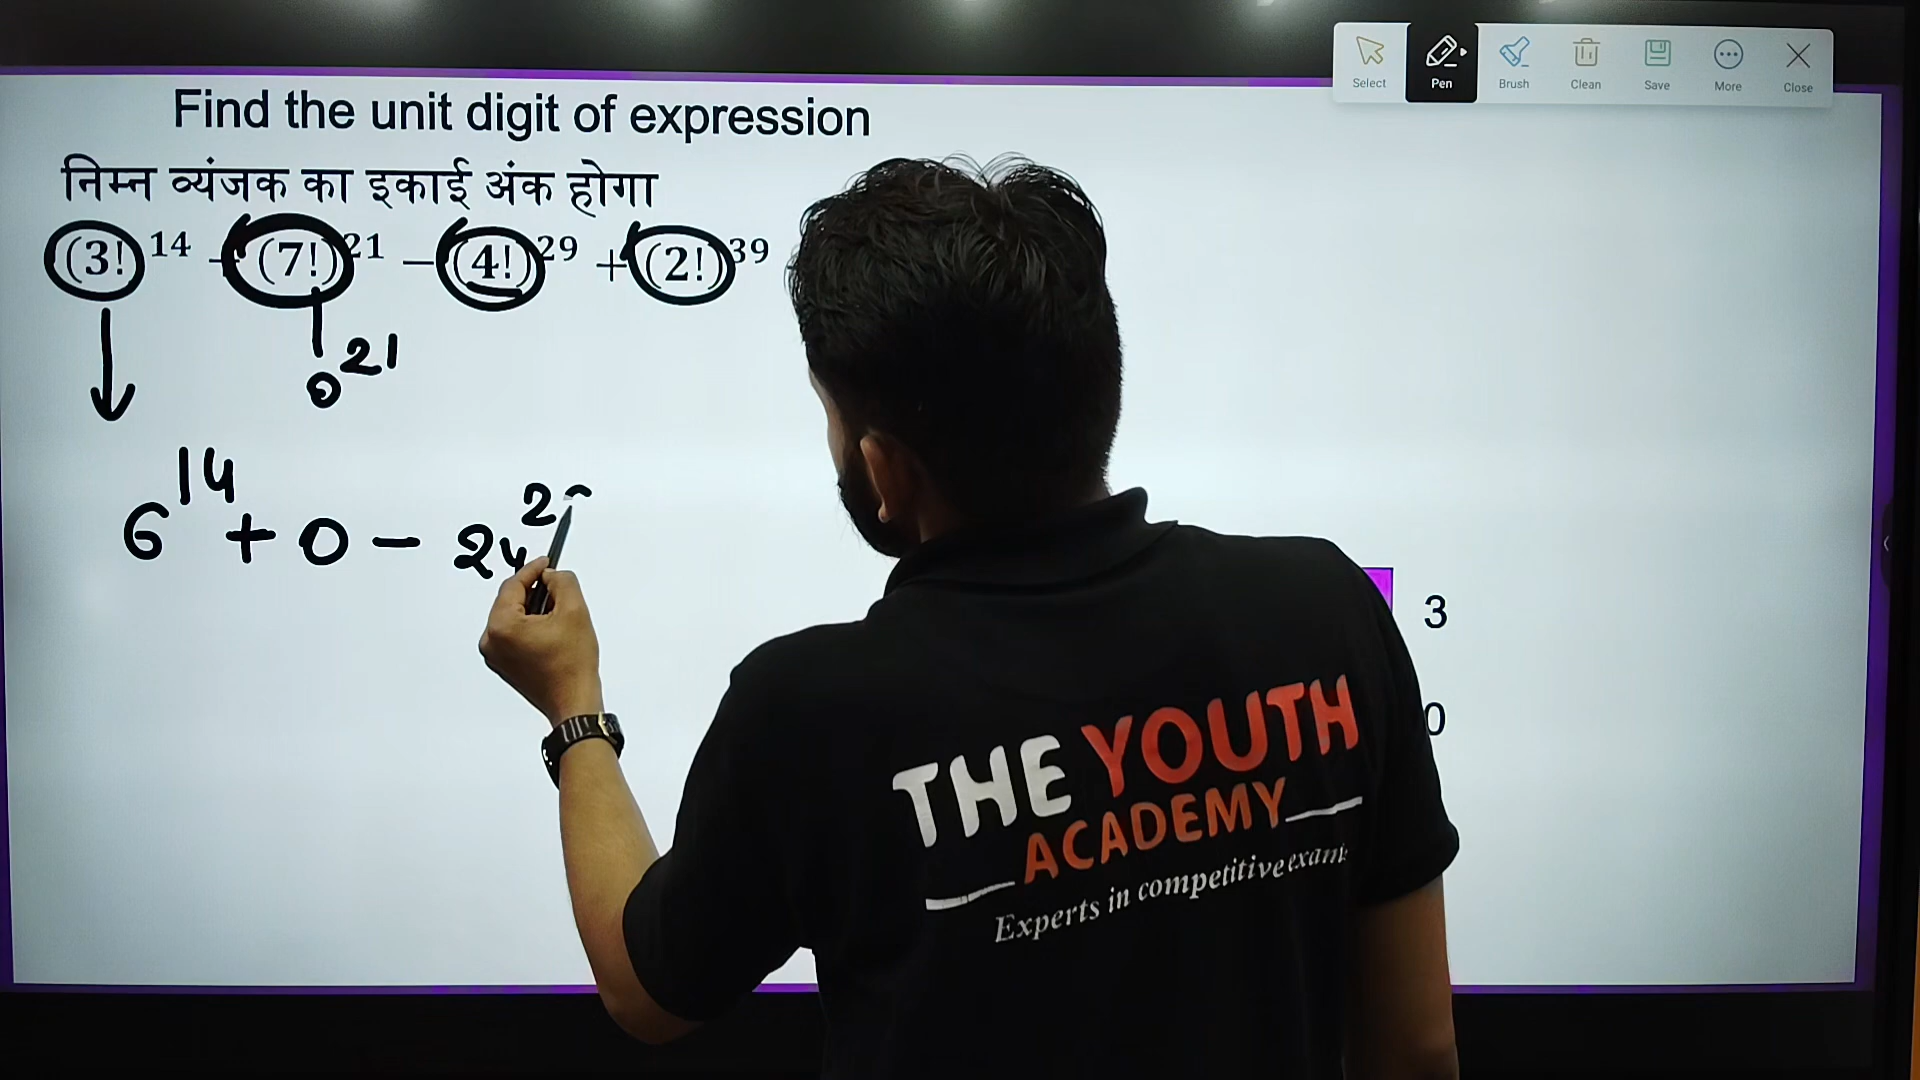 Find the unit digit of expression
निम्न व्यंजक का इकाई अंक होगा
(3!)^14 + (7!)^21 − (4!)^29 + (2!)^39
0^21
6^14 + 0 − 24
3
0
Select Pen Brush Clean Save More Close
THE YOUTH
ACADEMY
Experts in competitive exams